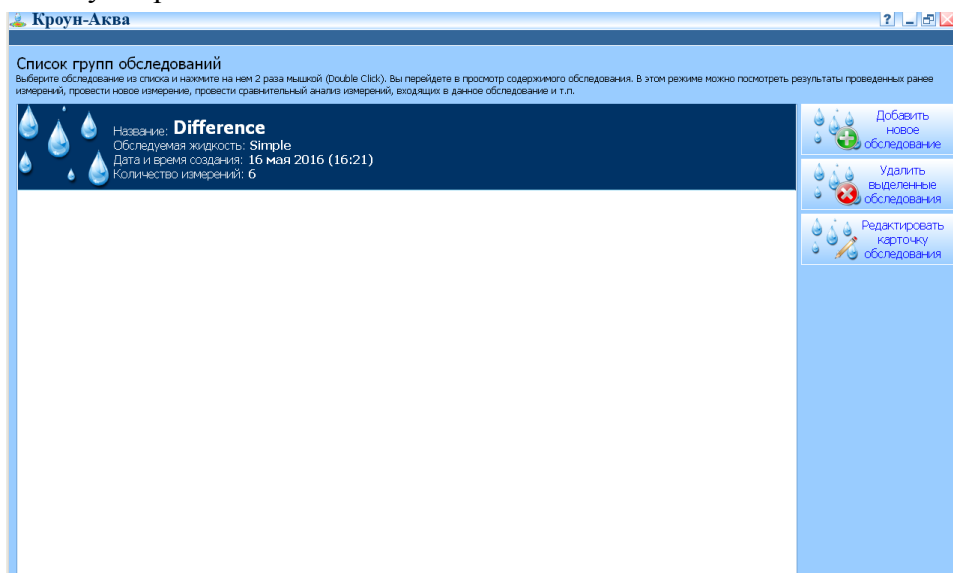 Кроун-Аква
?
Список групп обследований
Выберите обследование из списка и нажмите на нем 2 раза мышкой (Double Click). Вы перейдете в просмотр содержимого обследования. В этом режиме можно посмотреть результаты проведенных ранее
измерений, провести новое измерение, провести сравнительный анализ измерений, входящих в данное обследование и т.п.
Название: Difference
Обследуемая жидкость: Simple
Дата и время создания: 16 мая 2016 (16:21)
Количество измерений: 6
Добавить
новое
обследование
Удалить
выделенные
обследования
Редактировать
карточку
обследования